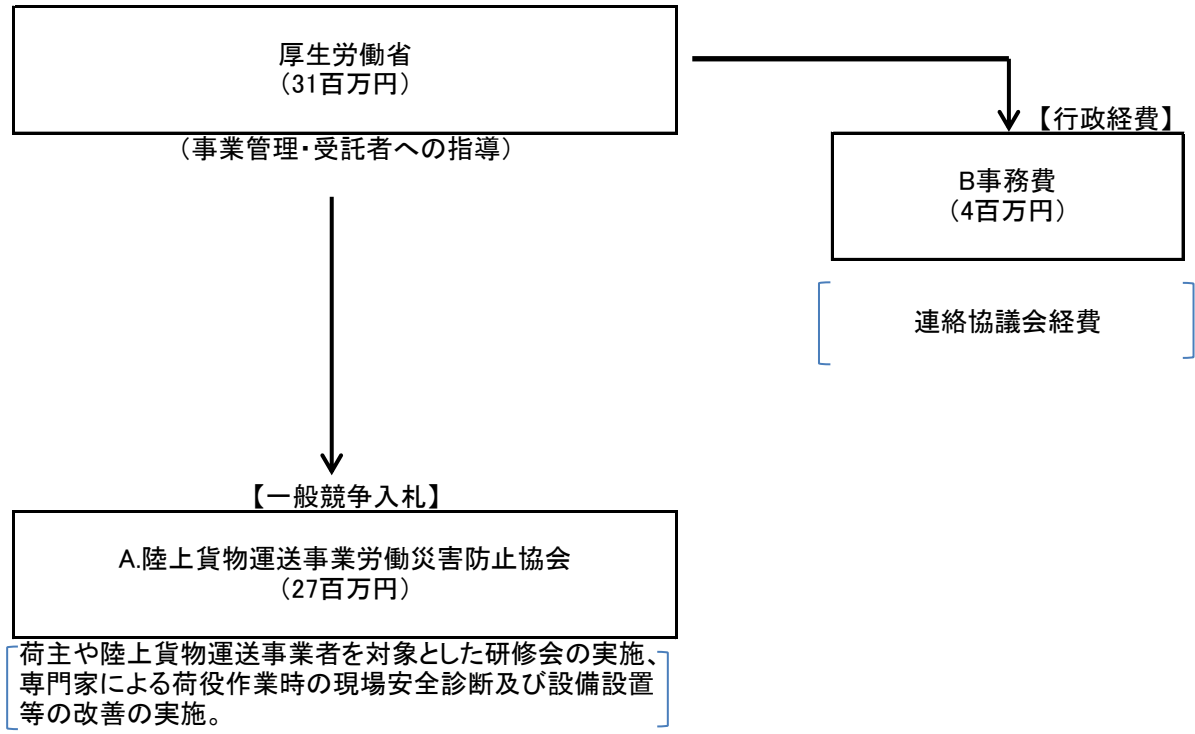 厚生労働省
（31百万円）
（事業管理・受託者への指導）
【行政経費】
B事務費
（4百万円）
連絡協議会経費
【一般競争入札】
A.陸上貨物運送事業労働災害防止協会
（27百万円）
荷主や陸上貨物運送事業者を対象とした研修会の実施、
専門家による荷役作業時の現場安全診断及び設備設置
等の改善の実施。